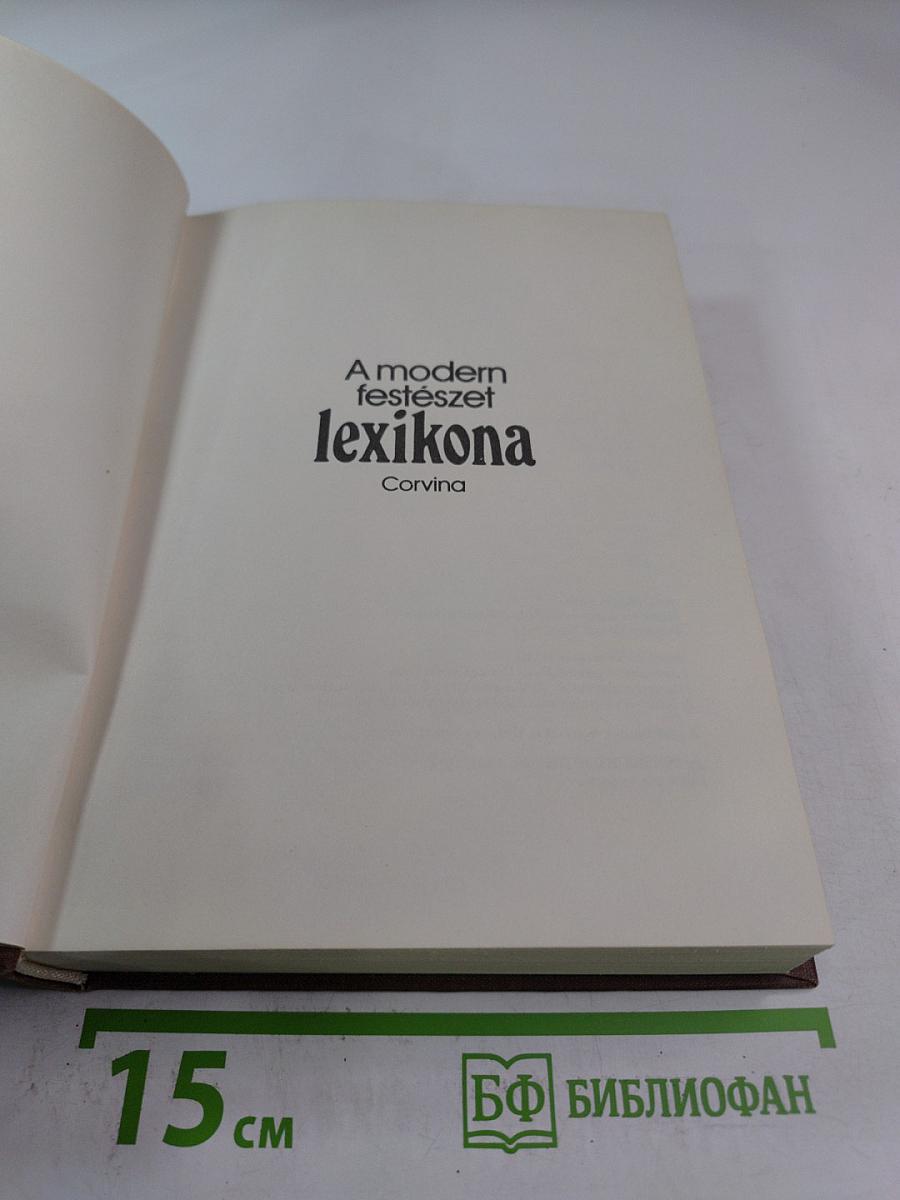 A modern
festészet
lexikona
Corvina
15 см
БФ БИБЛИОФАН